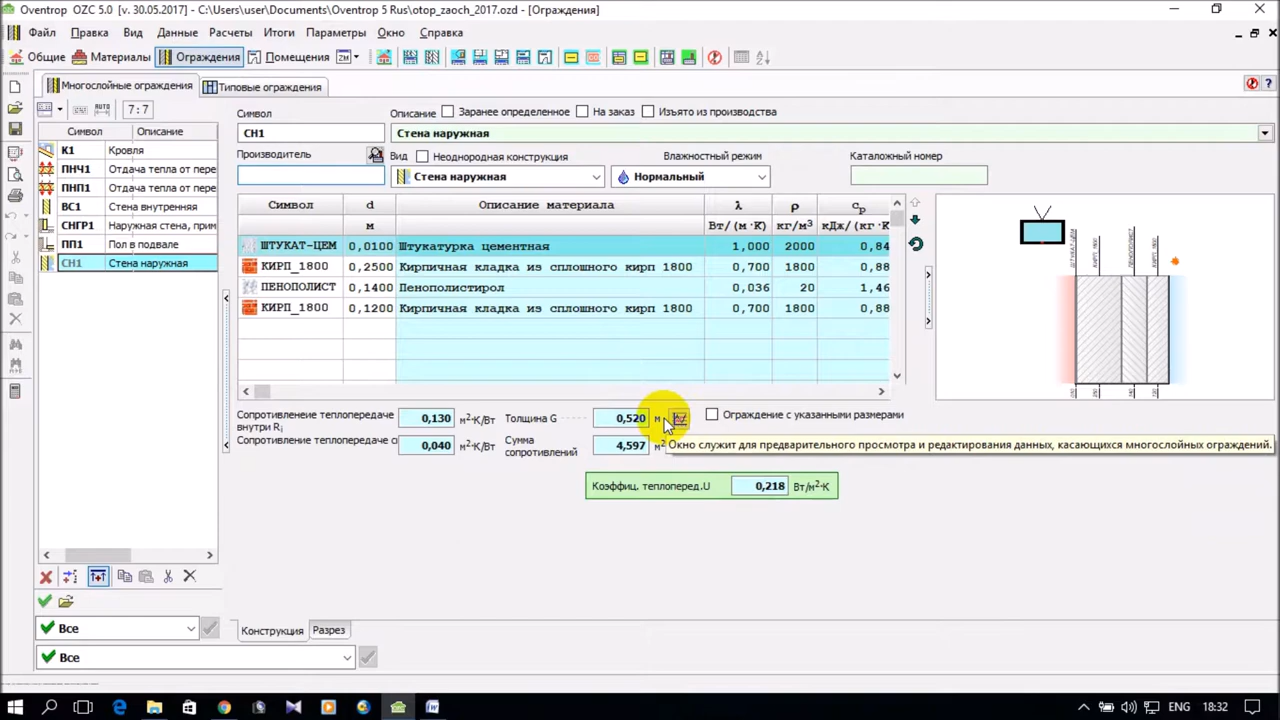 Oventrop OZC 5.0 [v. 30.05.2017] - C:\Users\user\Documents\Oventrop 5 Rus\otop_zaoch_2017.ozd - [Ограждения]
Файл Правка Вид Данные Расчеты Итоги Параметры Окно Справка
Общие Материалы Ограждения Помещения
Многослойные ограждения Типовые ограждения
AUTO 7:7
Символ Описание
К1 Кровля
ПНЧ1 Отдача тепла от пере
ПНП1 Отдача тепла от пере
ВС1 Стена внутренняя
СНГР1 Наружная стена, прим
ПП1 Пол в подвале
СН1 Стена наружная
Все
Все
Символ Описание Заранее определенное На заказ Изъято из производства
СН1 Стена наружная
Производитель Вид Неоднородная конструкция Влажностный режим Каталожный номер
Стена наружная Нормальный
Символ d Описание материала λ ρ cp
м Вт/(м·К) кг/м³ кДж/(кг·К
ШТУКАТ-ЦЕМ 0,0100 Штукатурка цементная 1,000 2000 0,84
КИРП_1800 0,2500 Кирпичная кладка из сплошного кирп 1800 0,700 1800 0,88
ПЕНОПОЛИСТ 0,1400 Пенополистирол 0,036 20 1,46
КИРП_1800 0,1200 Кирпичная кладка из сплошного кирп 1800 0,700 1800 0,88
Сопротивление теплопередаче внутри Ri 0,130 м²·К/Вт Толщина G 0,520 м Ограждение с указанными размерами
Сопротивление теплопередаче с 0,040 м²·К/Вт Сумма сопротивлений 4,597 м²
Окно служит для предварительного просмотра и редактирования данных, касающихся многослойных ограждений.
Коэффиц. теплоперед.U 0,218 Вт/м²·К
Конструкция Разрез
ENG 18:32